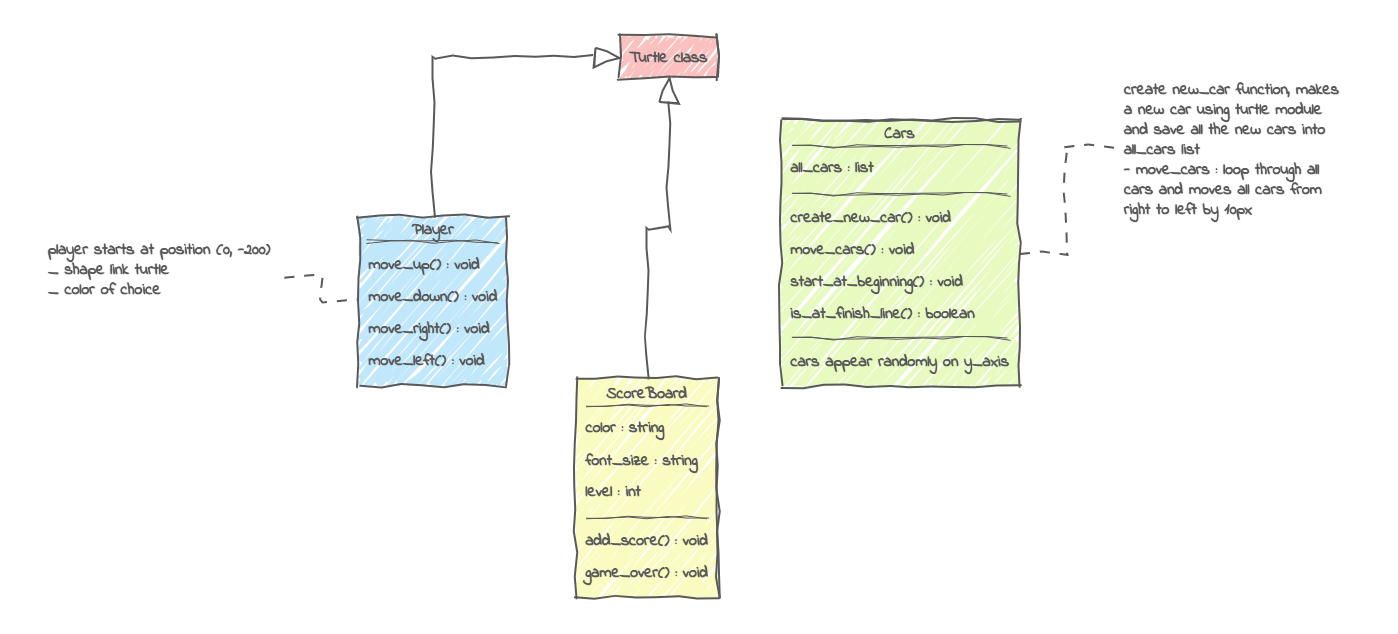 Turtle class
create new_car function, makes
a new car using turtle module
and save all the new cars into
all_cars list
- move_cars : loop through all
cars and moves all cars from
right to left by 10px
Cars
all_cars : list
create_new_car() : void
move_cars() : void
start_at_beginning() : void
is_at_finish_line() : boolean
cars appear randomly on y_axis
player starts at position (0, -200)
_ shape link turtle
_ color of choice
Player
move_up() : void
move_down() : void
move_right() : void
move_left() : void
ScoreBoard
color : string
font_size : string
level : int
add_score() : void
game_over() : void